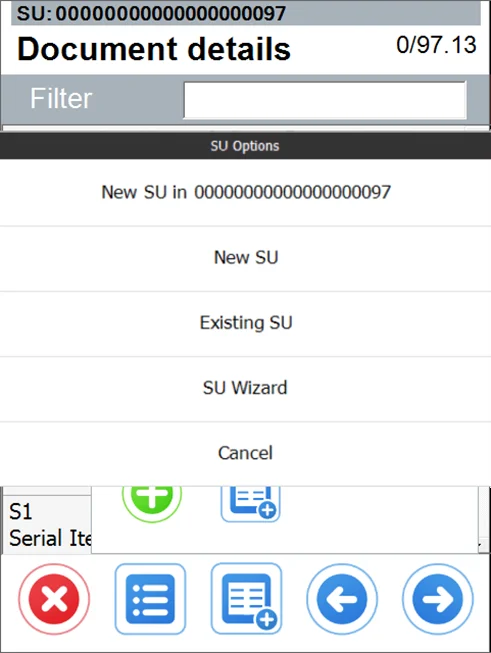 SU:00000000000000000097
Document details
0/97.13
Filter
SU Options
New SU in 00000000000000000097
New SU
Existing SU
SU Wizard
Cancel
S1
Serial Ite